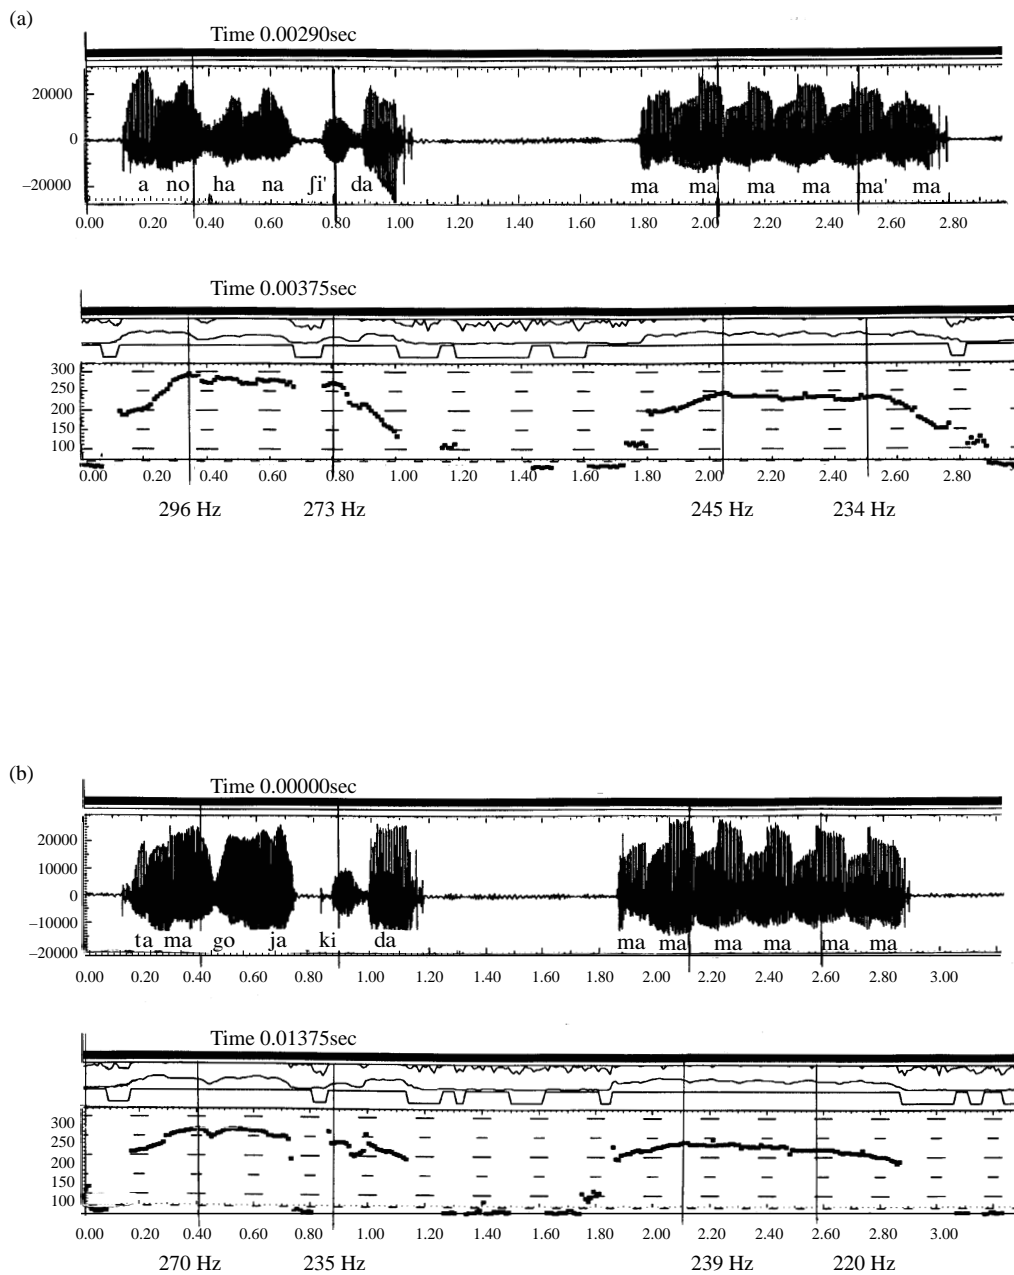 (a)
Time 0.00290sec
20000
0
–20000
a no ha na ʃi' da ma ma ma ma ma' ma
0.00 0.20 0.40 0.60 0.80 1.00 1.20 1.40 1.60 1.80 2.00 2.20 2.40 2.60 2.80
Time 0.00375sec
300
250
200
150
100
0.00 0.20 0.40 0.60 0.80 1.00 1.20 1.40 1.60 1.80 2.00 2.20 2.40 2.60 2.80
296 Hz 273 Hz 245 Hz 234 Hz
(b)
Time 0.00000sec
20000
10000
0
–10000
–20000
ta ma go ja ki da ma ma ma ma ma ma
0.00 0.20 0.40 0.60 0.80 1.00 1.20 1.40 1.60 1.80 2.00 2.20 2.40 2.60 2.80 3.00
Time 0.01375sec
300
250
200
150
100
0.00 0.20 0.40 0.60 0.80 1.00 1.20 1.40 1.60 1.80 2.00 2.20 2.40 2.60 2.80 3.00
270 Hz 235 Hz 239 Hz 220 Hz